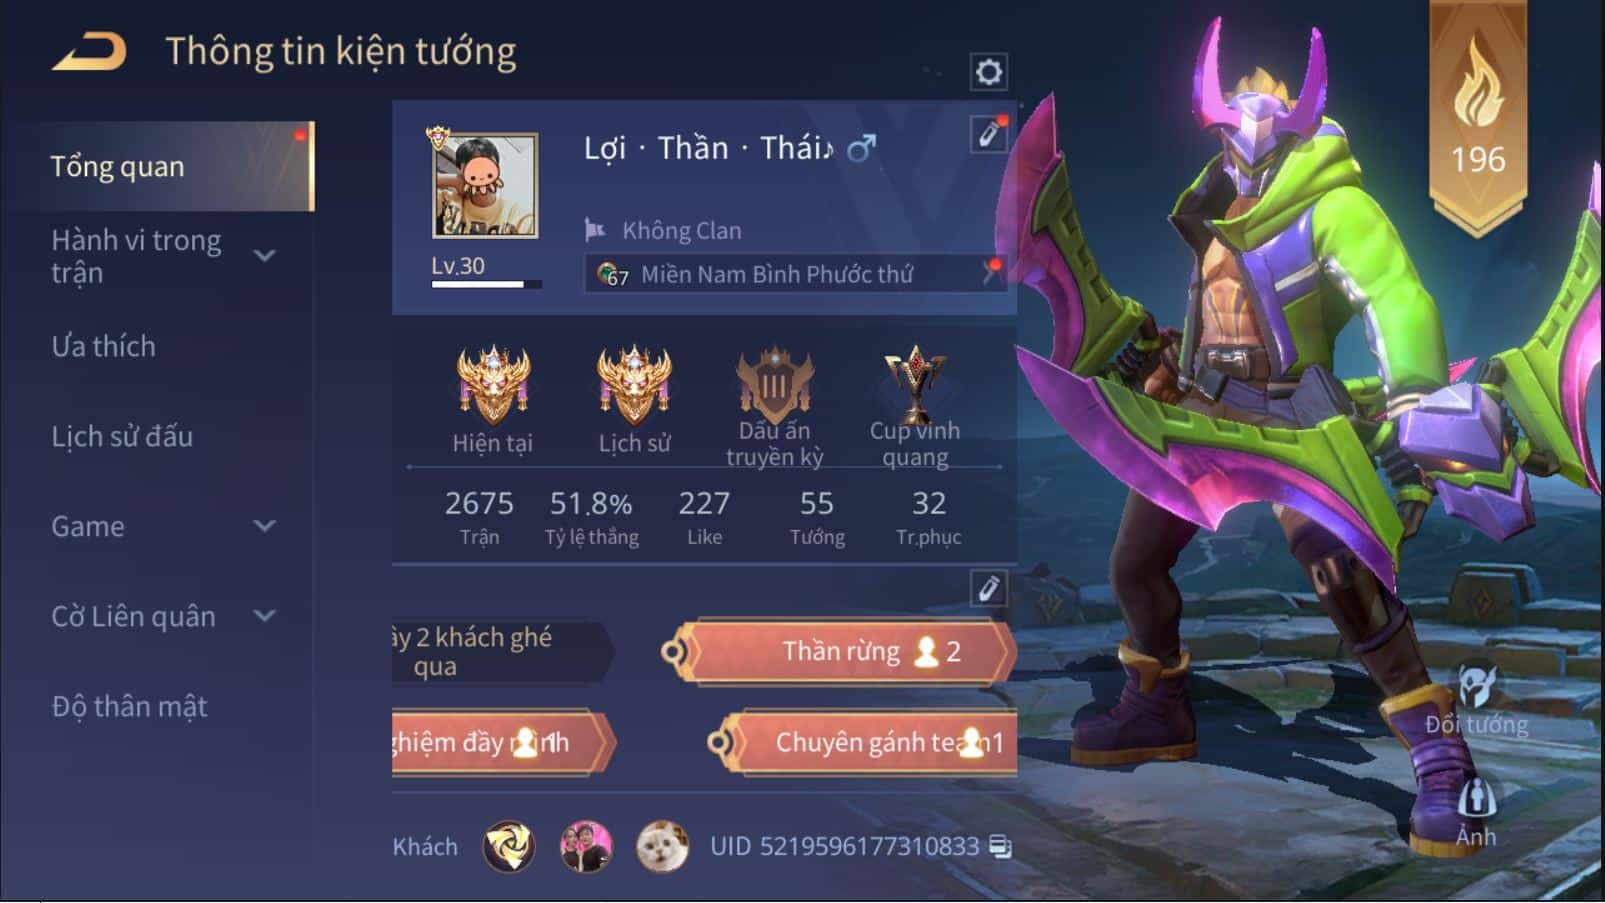 Thông tin kiện tướng
196
Tổng quan
Hành vi trong
trận
Ưa thích
Lịch sử đấu
Game
Cờ Liên quân
Độ thân mật
Lợi · Thần · Thái♪
Không Clan
Lv.30
67 Miền Nam Bình Phước thứ
III
Hiện tại
Lịch sử
Dấu ấn
truyền kỳ
Cup vinh
quang
2675 51.8% 227 55 32
Trận Tỷ lệ thắng Like Tướng Tr.phục
ây 2 khách ghé
qua
Thần rừng 2
ghiệm đầy mình 1
Chuyên gánh team 1
Khách
UID 5219596177310833
Đổi tướng
Ảnh